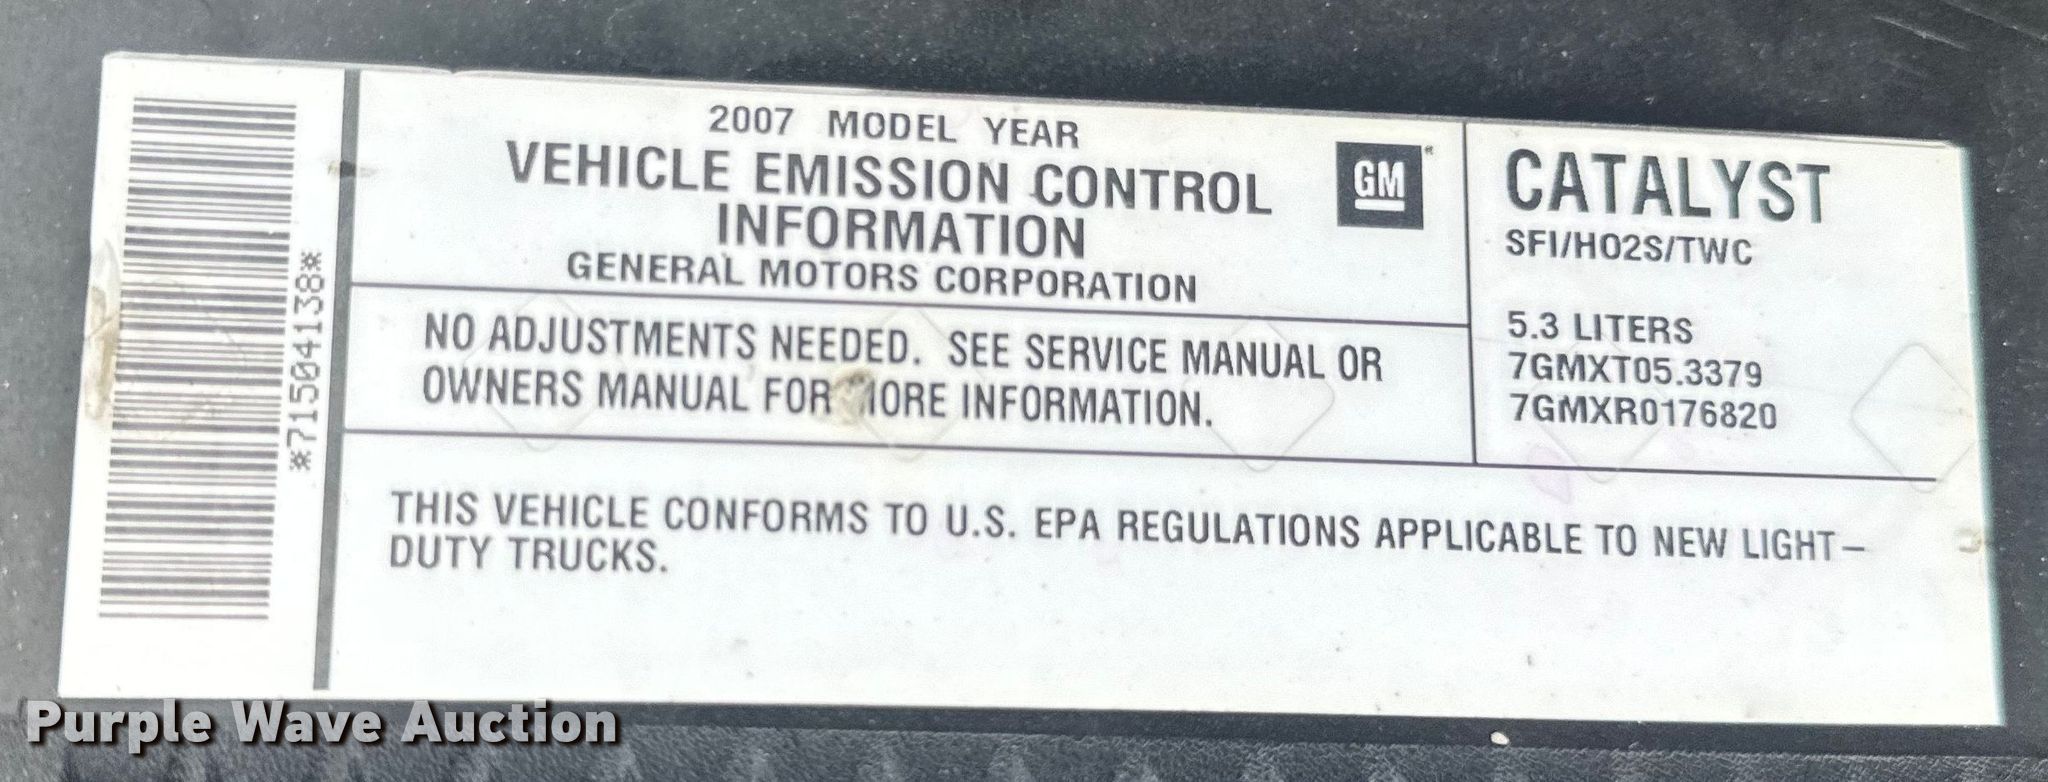 *715041138*
2007 MODEL YEAR
VEHICLE EMISSION CONTROL
INFORMATION
GENERAL MOTORS CORPORATION
GM
NO ADJUSTMENTS NEEDED. SEE SERVICE MANUAL OR
OWNERS MANUAL FOR MORE INFORMATION.
CATALYST
SFI/HO2S/TWC
5.3 LITERS
7GMXT05.3379
7GMXR0176820
THIS VEHICLE CONFORMS TO U.S. EPA REGULATIONS APPLICABLE TO NEW LIGHT–
DUTY TRUCKS.
Purple Wave Auction